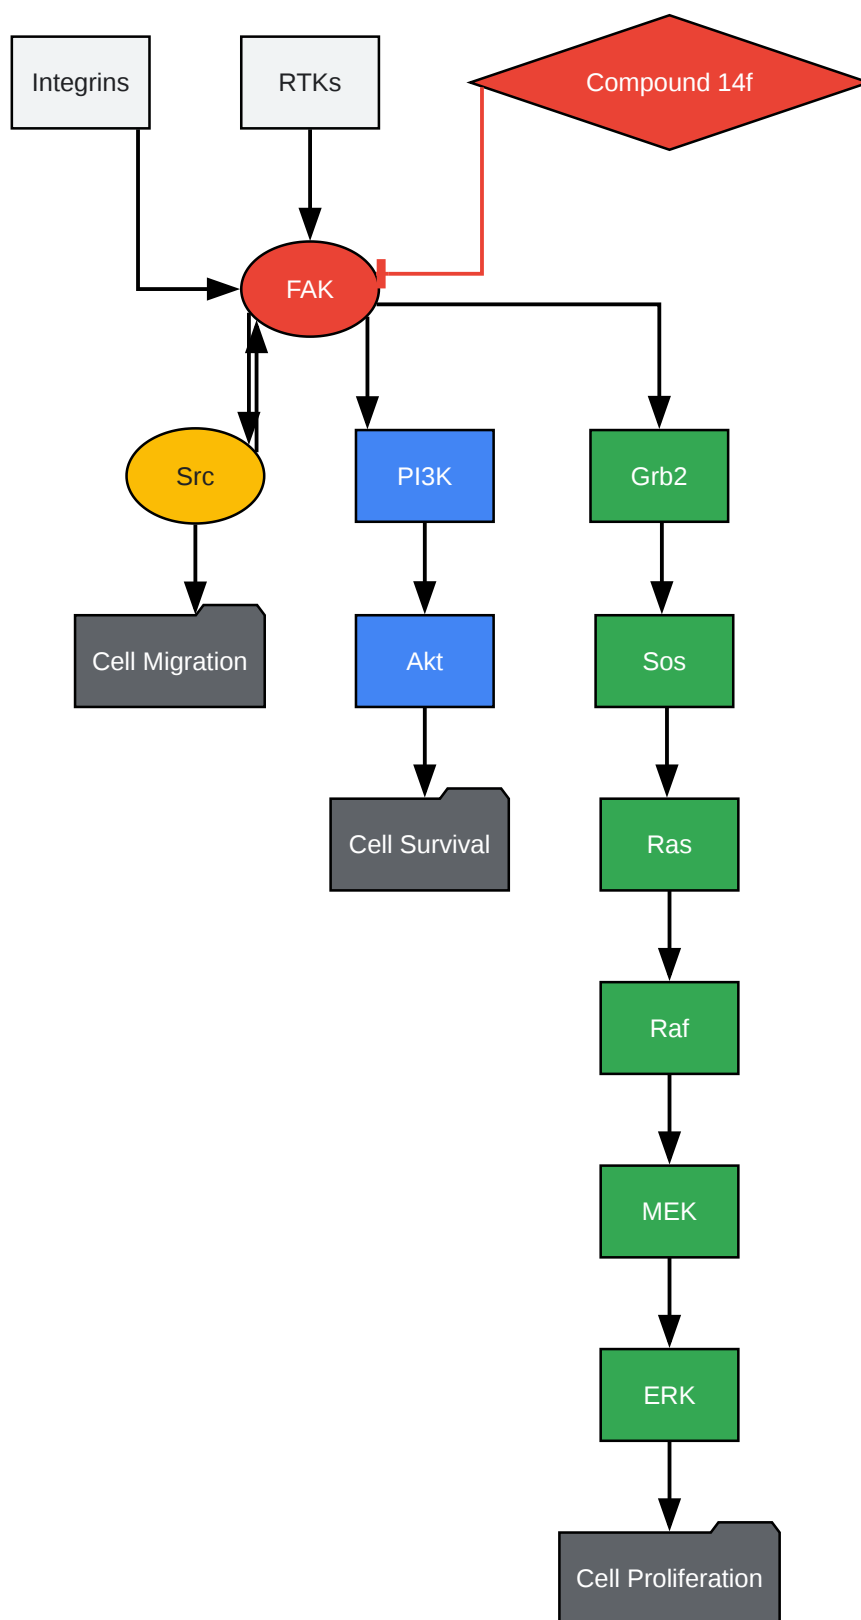 Integrins
RTKs
Compound 14f
FAK
Src
PI3K
Grb2
Cell Migration
Akt
Sos
Cell Survival
Ras
Raf
MEK
ERK
Cell Proliferation